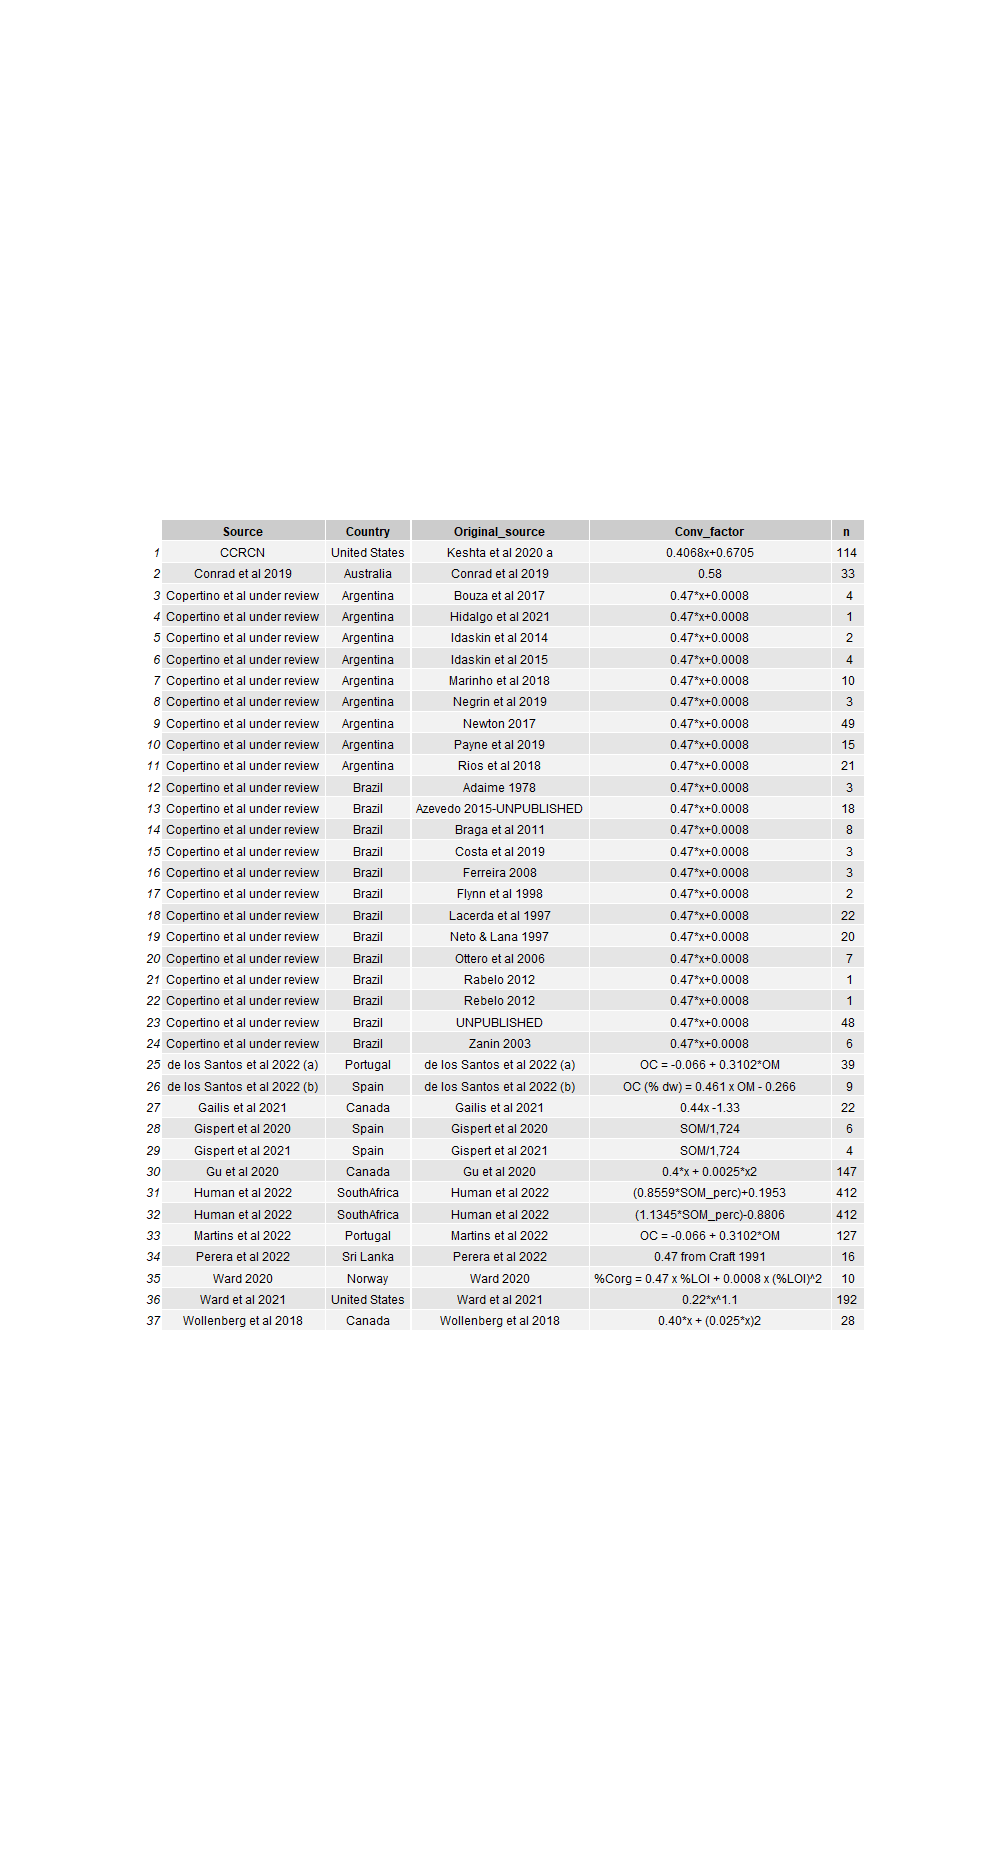 Source Country Original_source Conv_factor n
1 CCRCN United States Keshta et al 2020 a 0.4068x+0.6705 114
2 Conrad et al 2019 Australia Conrad et al 2019 0.58 33
3 Copertino et al under review Argentina Bouza et al 2017 0.47*x+0.0008 4
4 Copertino et al under review Argentina Hidalgo et al 2021 0.47*x+0.0008 1
5 Copertino et al under review Argentina Idaskin et al 2014 0.47*x+0.0008 2
6 Copertino et al under review Argentina Idaskin et al 2015 0.47*x+0.0008 4
7 Copertino et al under review Argentina Marinho et al 2018 0.47*x+0.0008 10
8 Copertino et al under review Argentina Negrin et al 2019 0.47*x+0.0008 3
9 Copertino et al under review Argentina Newton 2017 0.47*x+0.0008 49
10 Copertino et al under review Argentina Payne et al 2019 0.47*x+0.0008 15
11 Copertino et al under review Argentina Rios et al 2018 0.47*x+0.0008 21
12 Copertino et al under review Brazil Adaime 1978 0.47*x+0.0008 3
13 Copertino et al under review Brazil Azevedo 2015-UNPUBLISHED 0.47*x+0.0008 18
14 Copertino et al under review Brazil Braga et al 2011 0.47*x+0.0008 8
15 Copertino et al under review Brazil Costa et al 2019 0.47*x+0.0008 3
16 Copertino et al under review Brazil Ferreira 2008 0.47*x+0.0008 3
17 Copertino et al under review Brazil Flynn et al 1998 0.47*x+0.0008 2
18 Copertino et al under review Brazil Lacerda et al 1997 0.47*x+0.0008 22
19 Copertino et al under review Brazil Neto & Lana 1997 0.47*x+0.0008 20
20 Copertino et al under review Brazil Ottero et al 2006 0.47*x+0.0008 7
21 Copertino et al under review Brazil Rabelo 2012 0.47*x+0.0008 1
22 Copertino et al under review Brazil Rebelo 2012 0.47*x+0.0008 1
23 Copertino et al under review Brazil UNPUBLISHED 0.47*x+0.0008 48
24 Copertino et al under review Brazil Zanin 2003 0.47*x+0.0008 6
25 de los Santos et al 2022 (a) Portugal de los Santos et al 2022 (a) OC = -0.066 + 0.3102*OM 39
26 de los Santos et al 2022 (b) Spain de los Santos et al 2022 (b) OC (% dw) = 0.461 x OM - 0.266 9
27 Gailis et al 2021 Canada Gailis et al 2021 0.44x -1.33 22
28 Gispert et al 2020 Spain Gispert et al 2020 SOM/1,724 6
29 Gispert et al 2021 Spain Gispert et al 2021 SOM/1,724 4
30 Gu et al 2020 Canada Gu et al 2020 0.4*x + 0.0025*x2 147
31 Human et al 2022 SouthAfrica Human et al 2022 (0.8559*SOM_perc)+0.1953 412
32 Human et al 2022 SouthAfrica Human et al 2022 (1.1345*SOM_perc)-0.8806 412
33 Martins et al 2022 Portugal Martins et al 2022 OC = -0.066 + 0.3102*OM 127
34 Perera et al 2022 Sri Lanka Perera et al 2022 0.47 from Craft 1991 16
35 Ward 2020 Norway Ward 2020 %Corg = 0.47 x %LOI + 0.0008 x (%LOI)^2 10
36 Ward et al 2021 United States Ward et al 2021 0.22*x^1.1 192
37 Wollenberg et al 2018 Canada Wollenberg et al 2018 0.40*x + (0.025*x)2 28